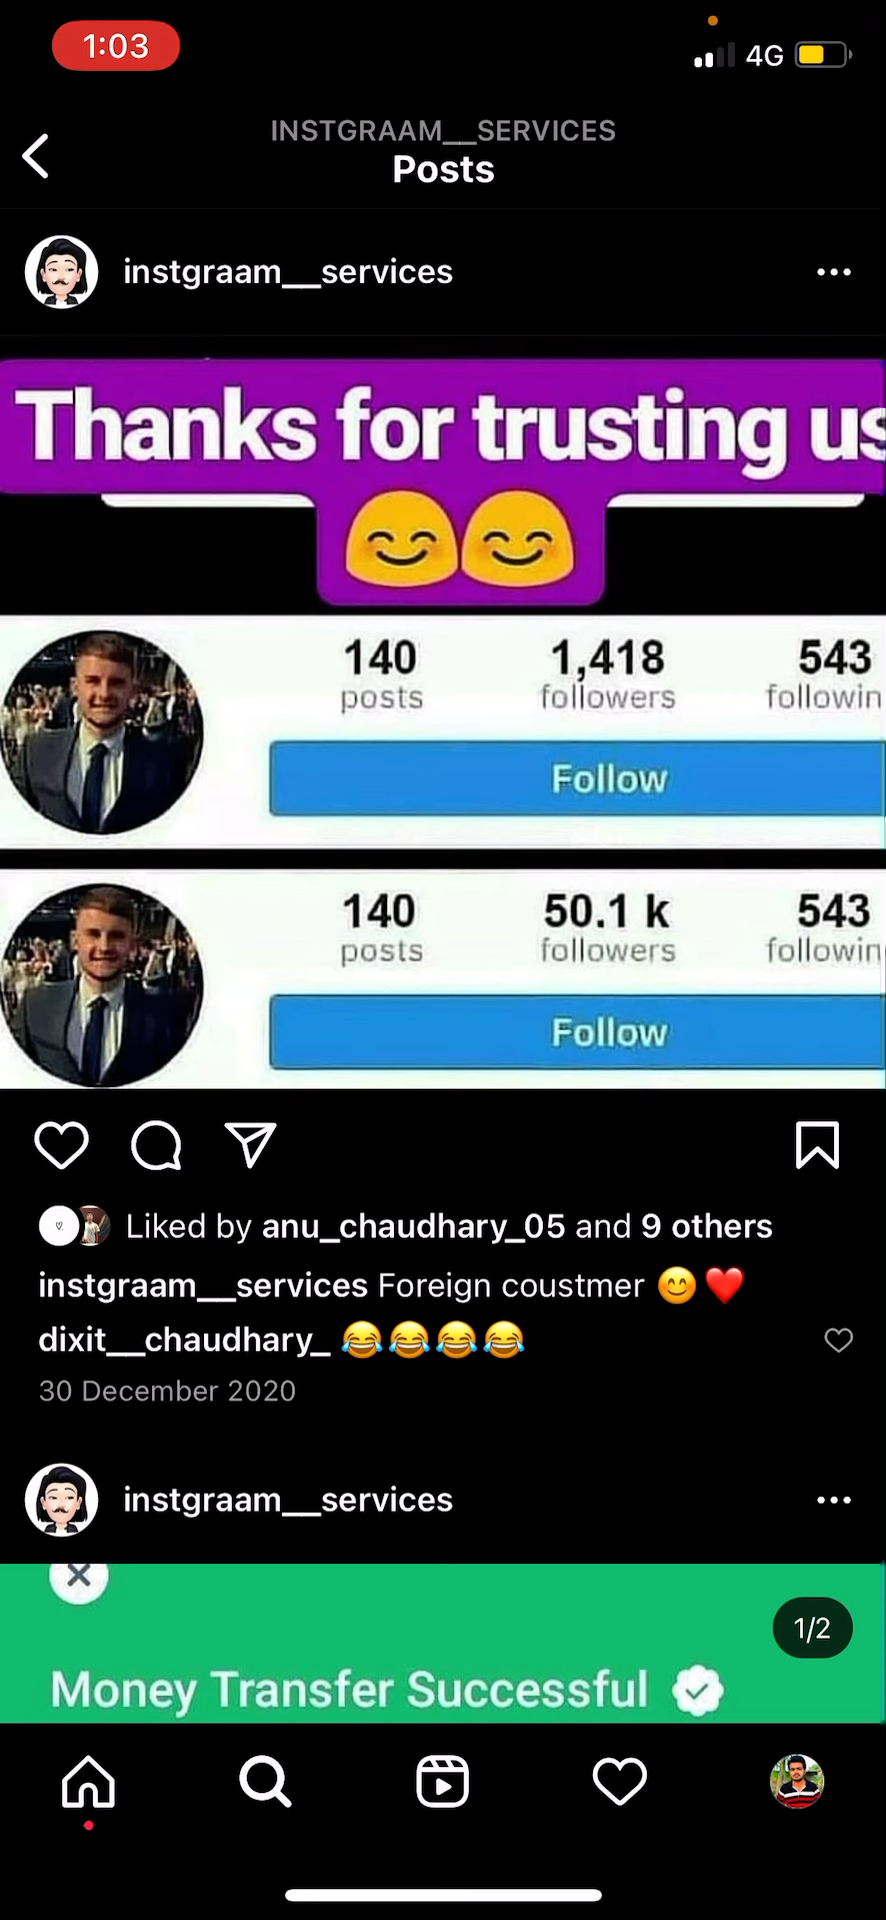 1:03
4G
INSTGRAAM__SERVICES
Posts
instgraam__services
Thanks for trusting us
140 1,418 543
posts followers followin
Follow
140 50.1 k 543
posts followers followin
Follow
Liked by anu_chaudhary_05 and 9 others
instgraam__services Foreign coustmer 😊❤️
dixit__chaudhary_ 😂😂😂😂
30 December 2020
instgraam__services
1/2
Money Transfer Successful